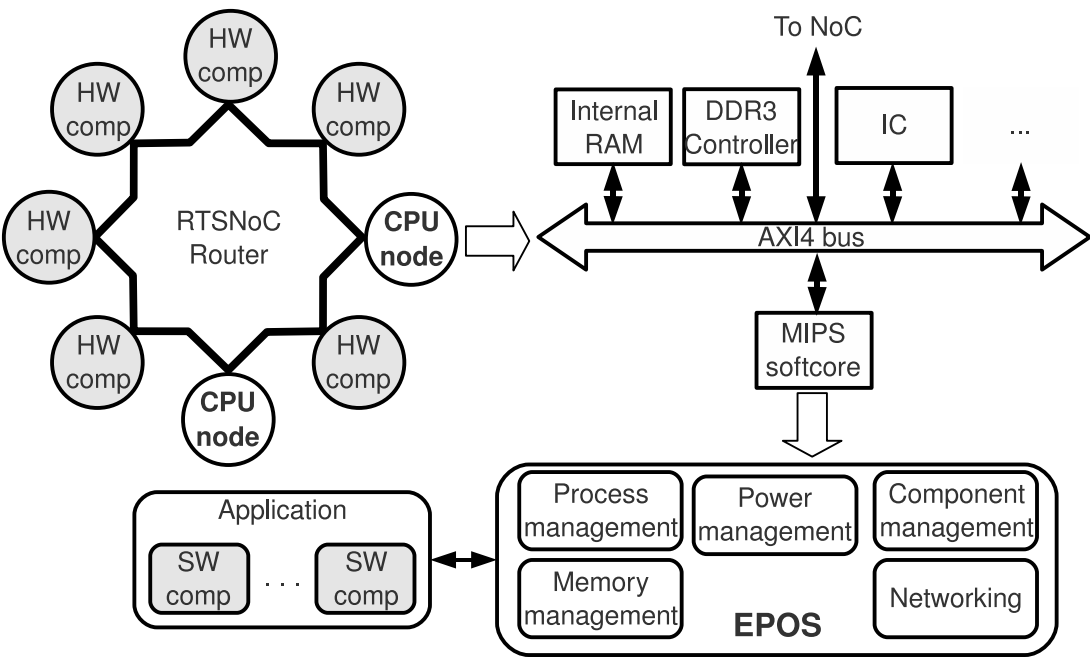 HW
comp
HW
comp
HW
comp
HW
comp
RTSNoC
Router
CPU
node
HW
comp
HW
comp
CPU
node
To NoC
Internal
RAM
DDR3
Controller
IC
...
AXI4 bus
MIPS
softcore
Application
SW
comp
. . .
SW
comp
Process
management
Power
management
Component
management
Memory
management
Networking
EPOS